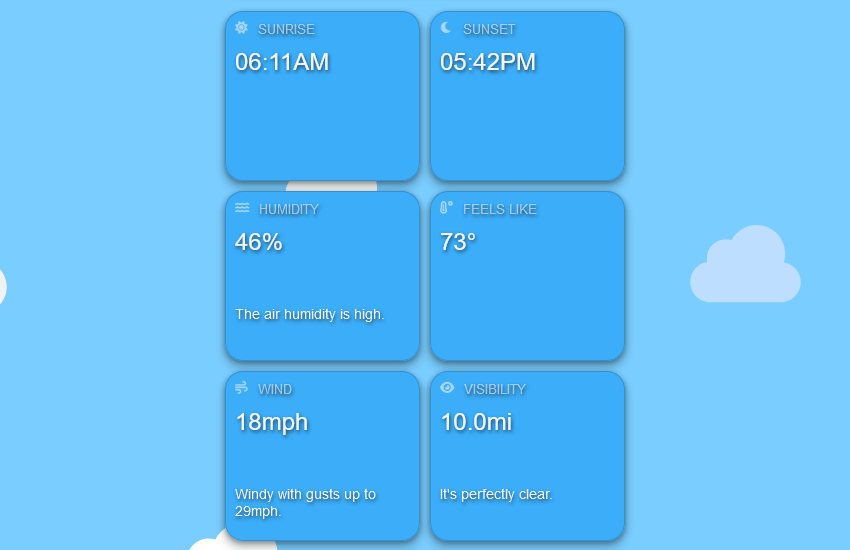 SUNRISE
06:11AM
SUNSET
05:42PM
HUMIDITY
46%
The air humidity is high.
FEELS LIKE
73°
WIND
18mph
Windy with gusts up to
29mph.
VISIBILITY
10.0mi
It's perfectly clear.